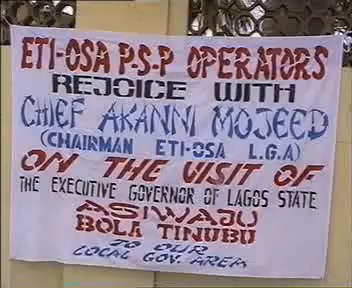 ETI-OSA P.S.P OPERATORS
REJOICE WITH
CHIEF AKANNI MOJEED
(CHAIRMAN ETI-OSA L.G.A)
ON THE VISIT OF
THE EXECUTIVE GOVERNOR OF LAGOS STATE
ASIWAJU
BOLA TINUBU
TO OUR
LOCAL GOV. AREA